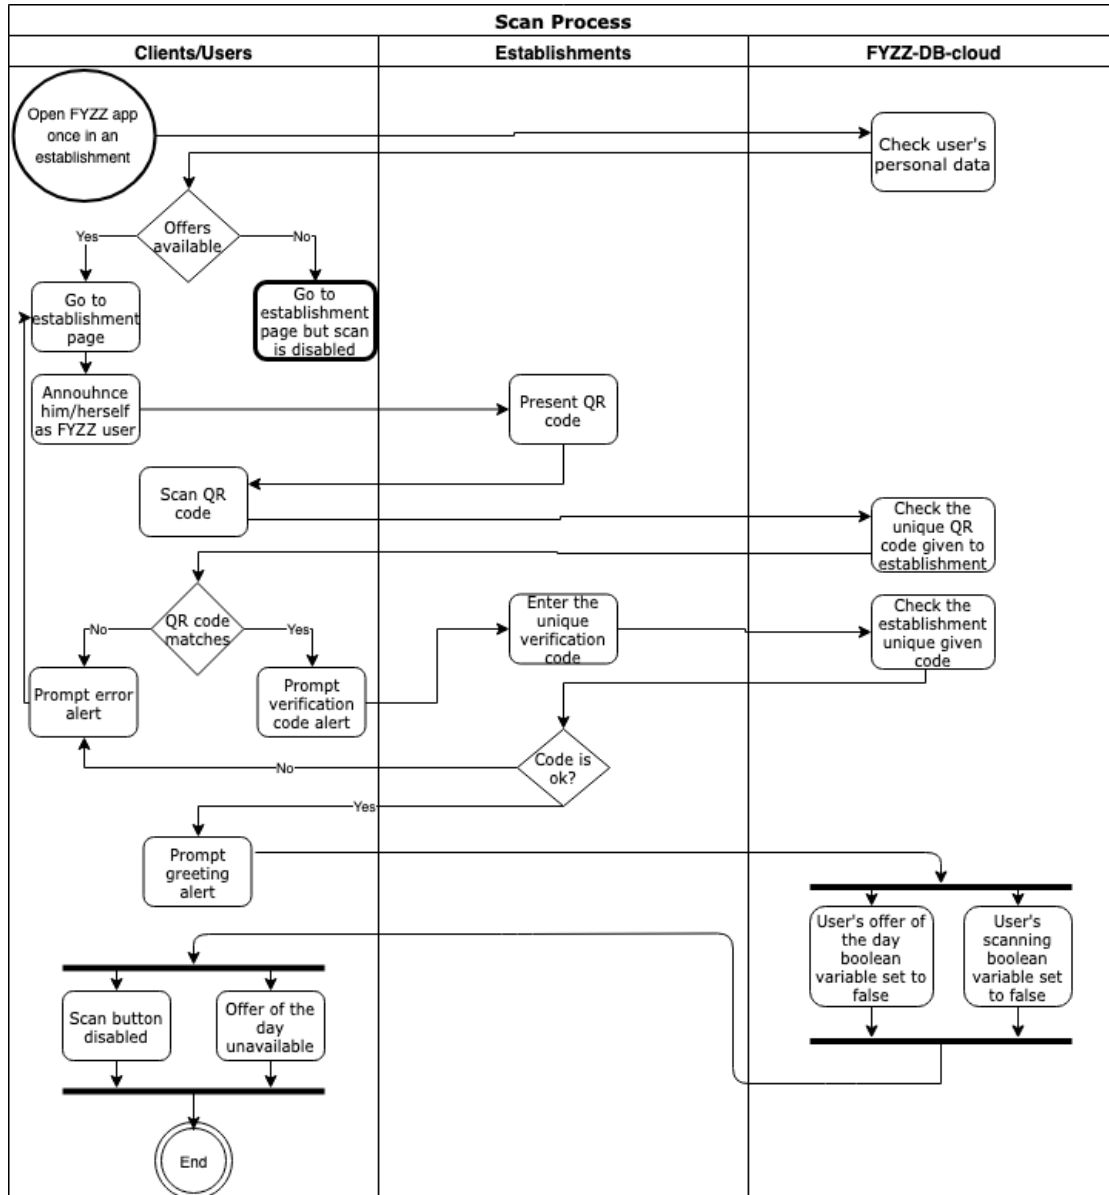 Scan Process
Clients/Users
Establishments
FYZZ-DB-cloud
Open FYZZ app
once in an
establishment
Check user's
personal data
Offers
available
Yes
No
Go to
establishment
page
Go to
establishment
page but scan
is disabled
Annouhnce
him/herself
as FYZZ user
Present QR
code
Scan QR
code
Check the
unique QR
code given to
establishment
QR code
matches
No
Yes
Enter the
unique
verification
code
Check the
establishment
unique given
code
Prompt error
alert
Prompt
verification
code alert
Code is
ok?
No
Yes
Prompt
greeting
alert
User's offer of
the day
boolean
variable set to
false
User's
scanning
boolean
variable set
to false
Scan button
disabled
Offer of the
day
unavailable
End